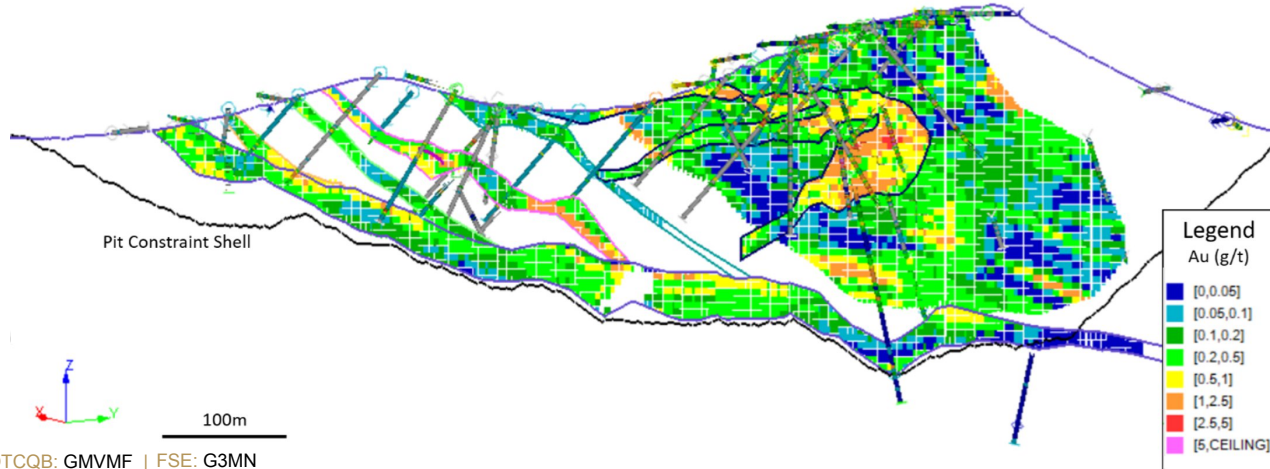 Pit Constraint Shell
Legend
Au (g/t)
[0,0.05]
[0.05,0.1]
[0.1,0.2]
[0.2,0.5]
[0.5,1]
[1,2.5]
[2.5,5]
[5,CEILING]
Z
X
Y
100m
OTCQB: GMVMF | FSE: G3MN